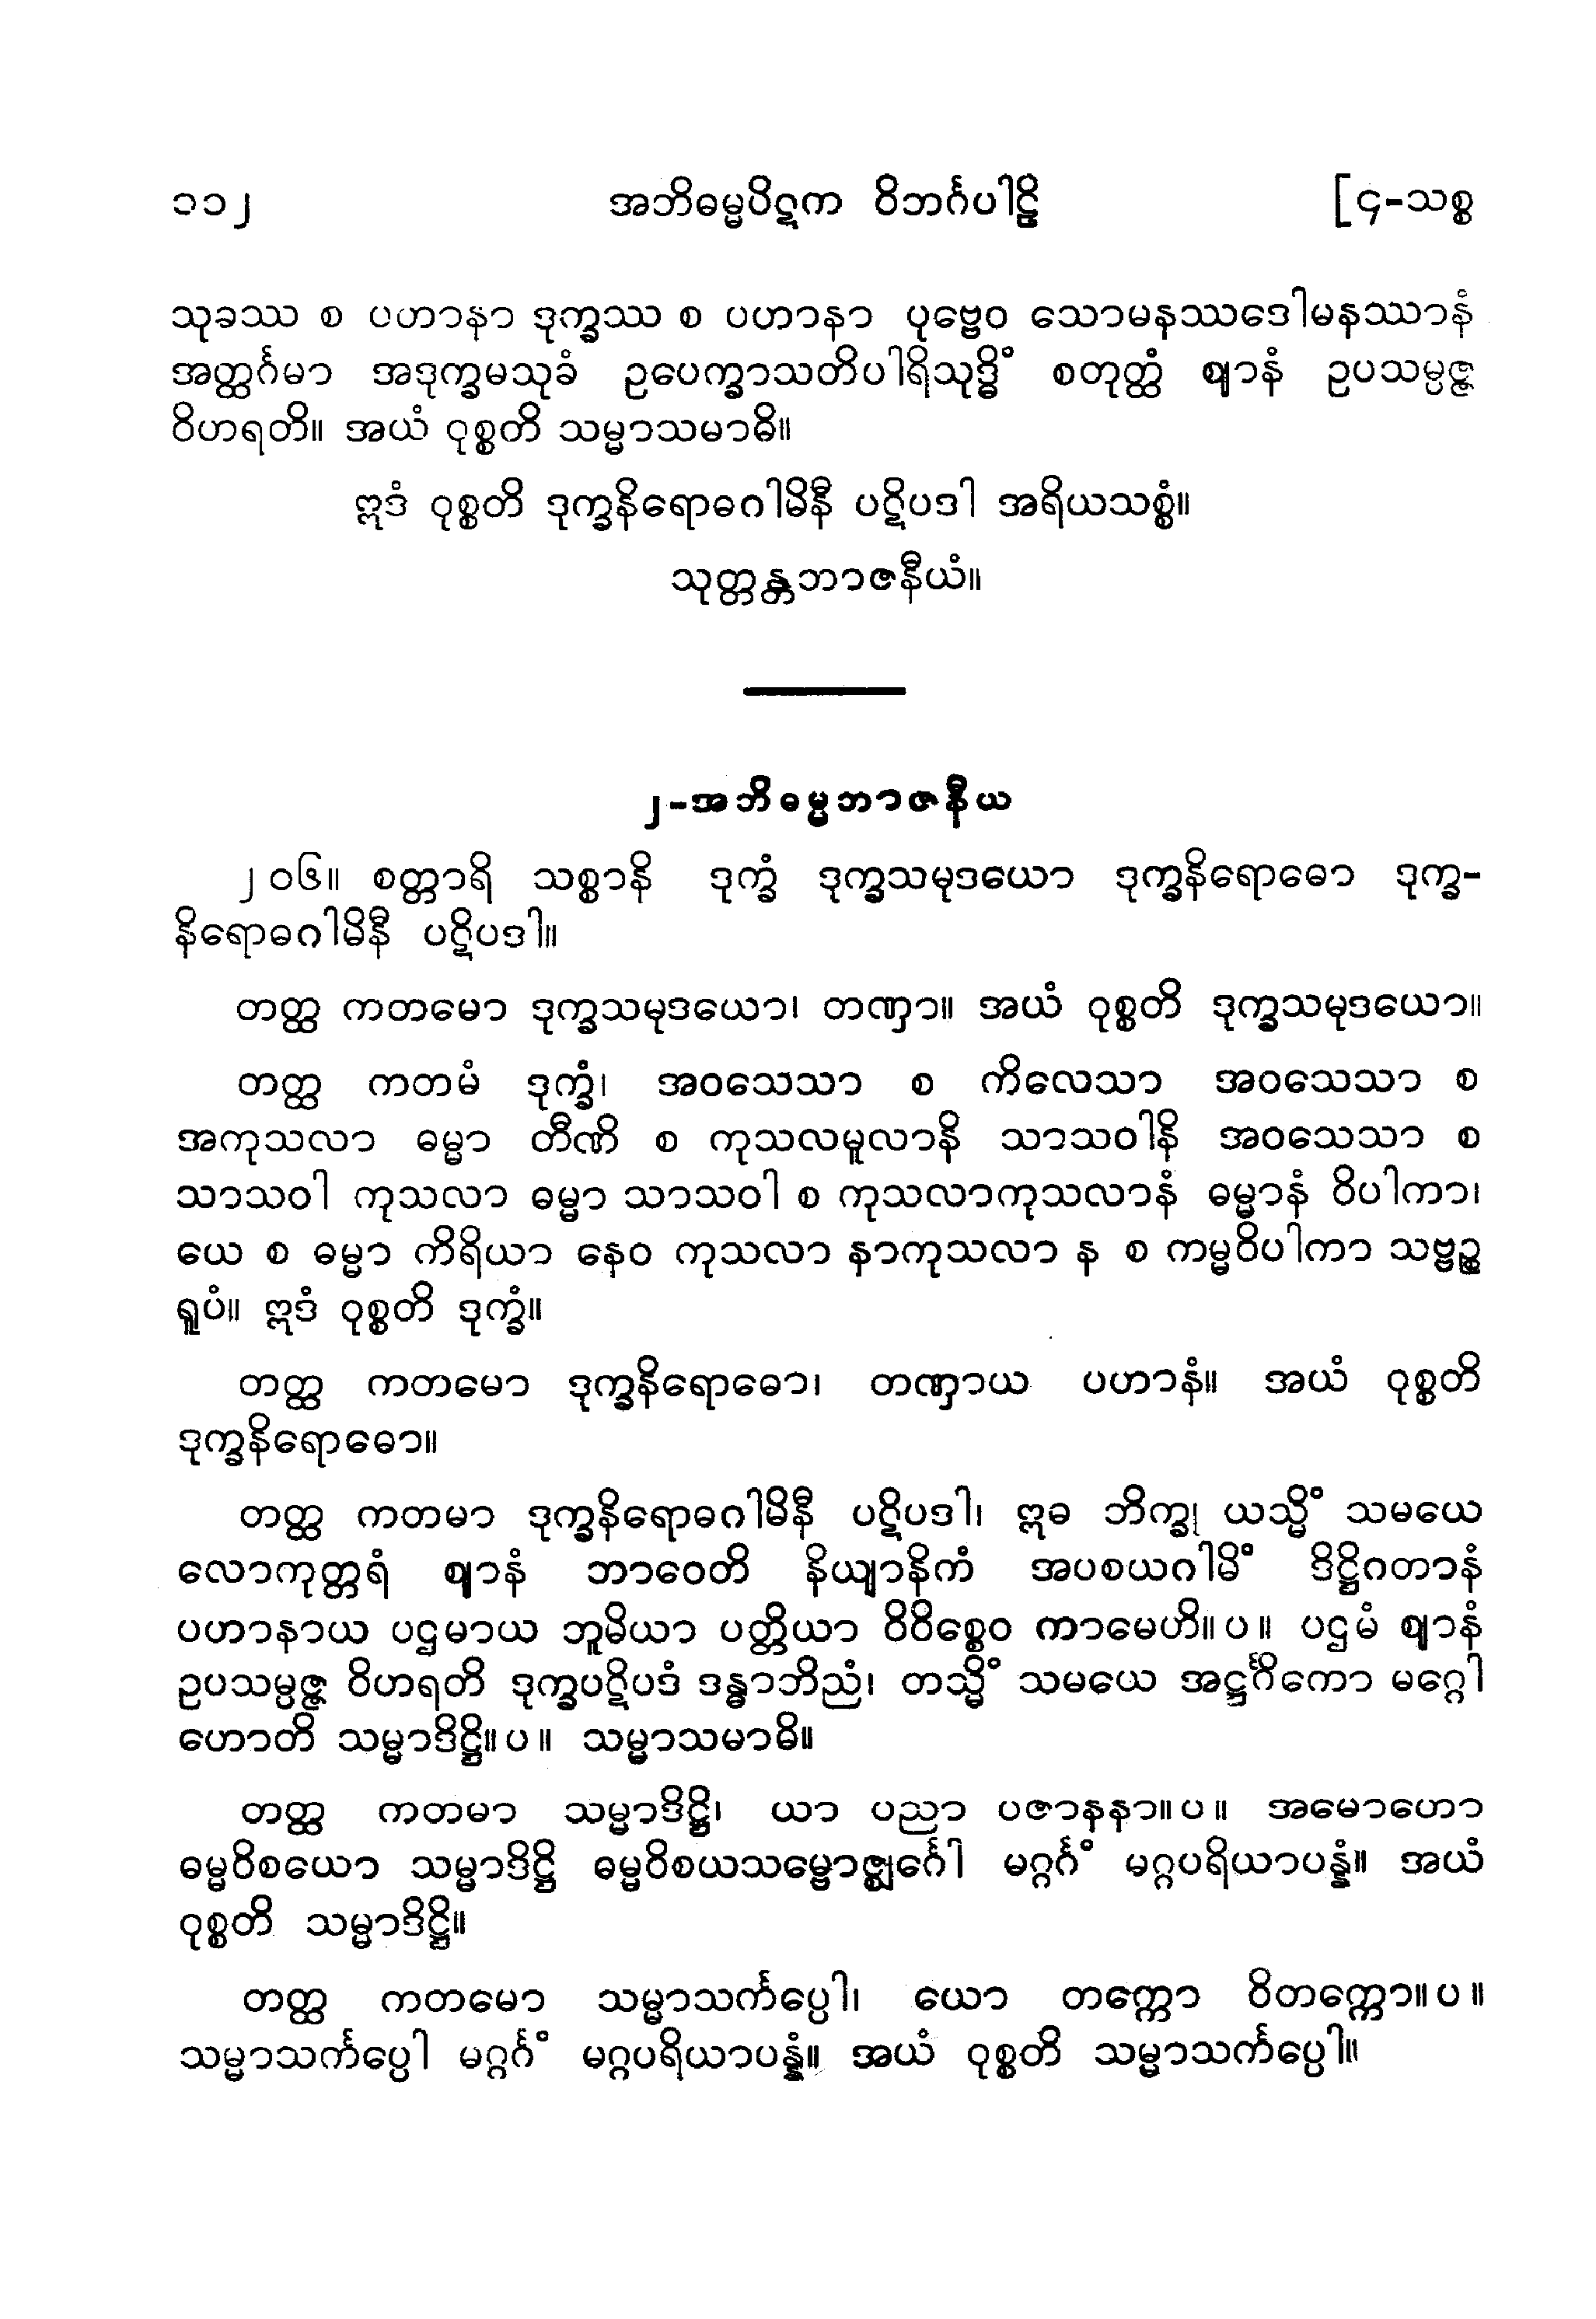 ၁၁၂ အဘိဓမ္မပိဋက ဝိဘင်္ဂပါဠိ [၄-သစ္စ
သုခဿ စ ပဟာနာ ဒုက္ခဿ စ ပဟာနာ ပုဗ္ဗေဝ သောမနဿဒေါမနဿာနံ
အတ္ထင်္ဂမာ အဒုက္ခမသုခံ ဥပေက္ခာသတိပါရိသုဒ္ဓိံ စတုတ္ထံ ဈာနံ ဥပသမ္ပဇ္ဇ
ဝိဟရတိ။ အယံ ဝုစ္စတိ သမ္မာသမာဓိ။
ဣဒံ ဝုစ္စတိ ဒုက္ခနိရောဓဂါမိနီ ပဋိပဒါ အရိယသစ္စံ။
သုတ္တန္တဘာဇနီယံ။
၂-အဘိဓမ္မဘာဇနီယ
၂၀၆။ စတ္တာရိ သစ္စာနိ ဒုက္ခံ ဒုက္ခသမုဒယော ဒုက္ခနိရောဓော ဒုက္ခ-
နိရောဓဂါမိနီ ပဋိပဒါ။
တတ္ထ ကတမော ဒုက္ခသမုဒယော၊ တဏှာ။ အယံ ဝုစ္စတိ ဒုက္ခသမုဒယော။
တတ္ထ ကတမံ ဒုက္ခံ၊ အဝသေသာ စ ကိလေသာ အဝသေသာ စ
အကုသလာ ဓမ္မာ တီဏိ စ ကုသလမူလာနိ သာသဝါနိ အဝသေသာ စ
သာသဝါ ကုသလာ ဓမ္မာ သာသဝါ စ ကုသလာကုသလာနံ ဓမ္မာနံ ဝိပါကာ၊
ယေ စ ဓမ္မာ ကိရိယာ နေဝ ကုသလာ နာကုသလာ န စ ကမ္မဝိပါကာ သဗ္ဗဉ္စ
ရူပံ။ ဣဒံ ဝုစ္စတိ ဒုက္ခံ။
တတ္ထ ကတမော ဒုက္ခနိရောဓော၊ တဏှာယ ပဟာနံ။ အယံ ဝုစ္စတိ
ဒုက္ခနိရောဓော။
တတ္ထ ကတမာ ဒုက္ခနိရောဓဂါမိနီ ပဋိပဒါ၊ ဣဓ ဘိက္ခု ယသ္မိံ သမယေ
လောကုတ္တရံ ဈာနံ ဘာဝေတိ နိယျာနိကံ အပစယဂါမိံ ဒိဋ္ဌိဂတာနံ
ပဟာနာယ ပဌမာယ ဘူမိယာ ပတ္တိယာ ဝိဝိစ္စေဝ ကာမေဟိ။ပ။ ပဌမံ ဈာနံ
ဥပသမ္ပဇ္ဇ ဝိဟရတိ ဒုက္ခပဋိပဒံ ဒန္ဓာဘိညံ၊ တသ္မိံ သမယေ အဋ္ဌင်္ဂိကော မဂ္ဂေါ
ဟောတိ သမ္မာဒိဋ္ဌိ။ပ။ သမ္မာသမာဓိ။
တတ္ထ ကတမာ သမ္မာဒိဋ္ဌိ၊ ယာ ပညာ ပဇာနနာ။ပ။ အမောဟော
ဓမ္မဝိစယော သမ္မာဒိဋ္ဌိ ဓမ္မဝိစယသမ္ဗောဇ္ဈင်္ဂေါ မဂ္ဂင်္ဂံ မဂ္ဂပရိယာပန္နံ။ အယံ
ဝုစ္စတိ သမ္မာဒိဋ္ဌိ။
တတ္ထ ကတမော သမ္မာသင်္ကပ္ပေါ၊ ယော တက္ကော ဝိတက္ကော။ပ။
သမ္မာသင်္ကပ္ပေါ မဂ္ဂင်္ဂံ မဂ္ဂပရိယာပန္နံ။ အယံ ဝုစ္စတိ သမ္မာသင်္ကပ္ပေါ။